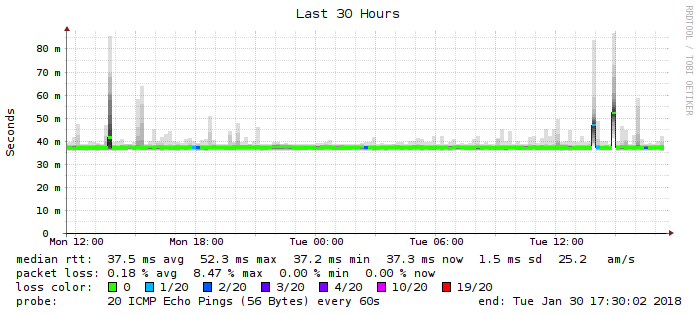 Last 30 Hours
RRDTOOL / TOBI OETIKER
Seconds
80 m
70 m
60 m
50 m
40 m
30 m
20 m
10 m
0
Mon 12:00 Mon 18:00 Tue 00:00 Tue 06:00 Tue 12:00
median rtt: 37.5 ms avg 52.3 ms max 37.2 ms min 37.3 ms now 1.5 ms sd 25.2 am/s
packet loss: 0.18 % avg 8.47 % max 0.00 % min 0.00 % now
loss color: 0 1/20 2/20 3/20 4/20 10/20 19/20
probe: 20 ICMP Echo Pings (56 Bytes) every 60s end: Tue Jan 30 17:30:02 2018